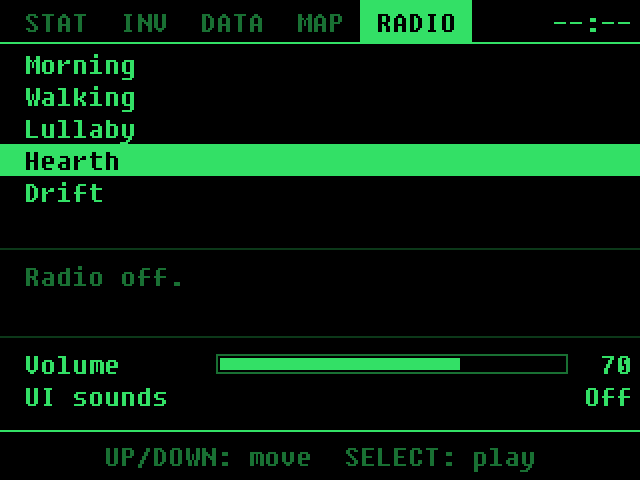 STAT INV DATA MAP RADIO --:--
Morning
Walking
Lullaby
Hearth
Drift
Radio off.
Volume 70
UI sounds Off
UP/DOWN: move SELECT: play